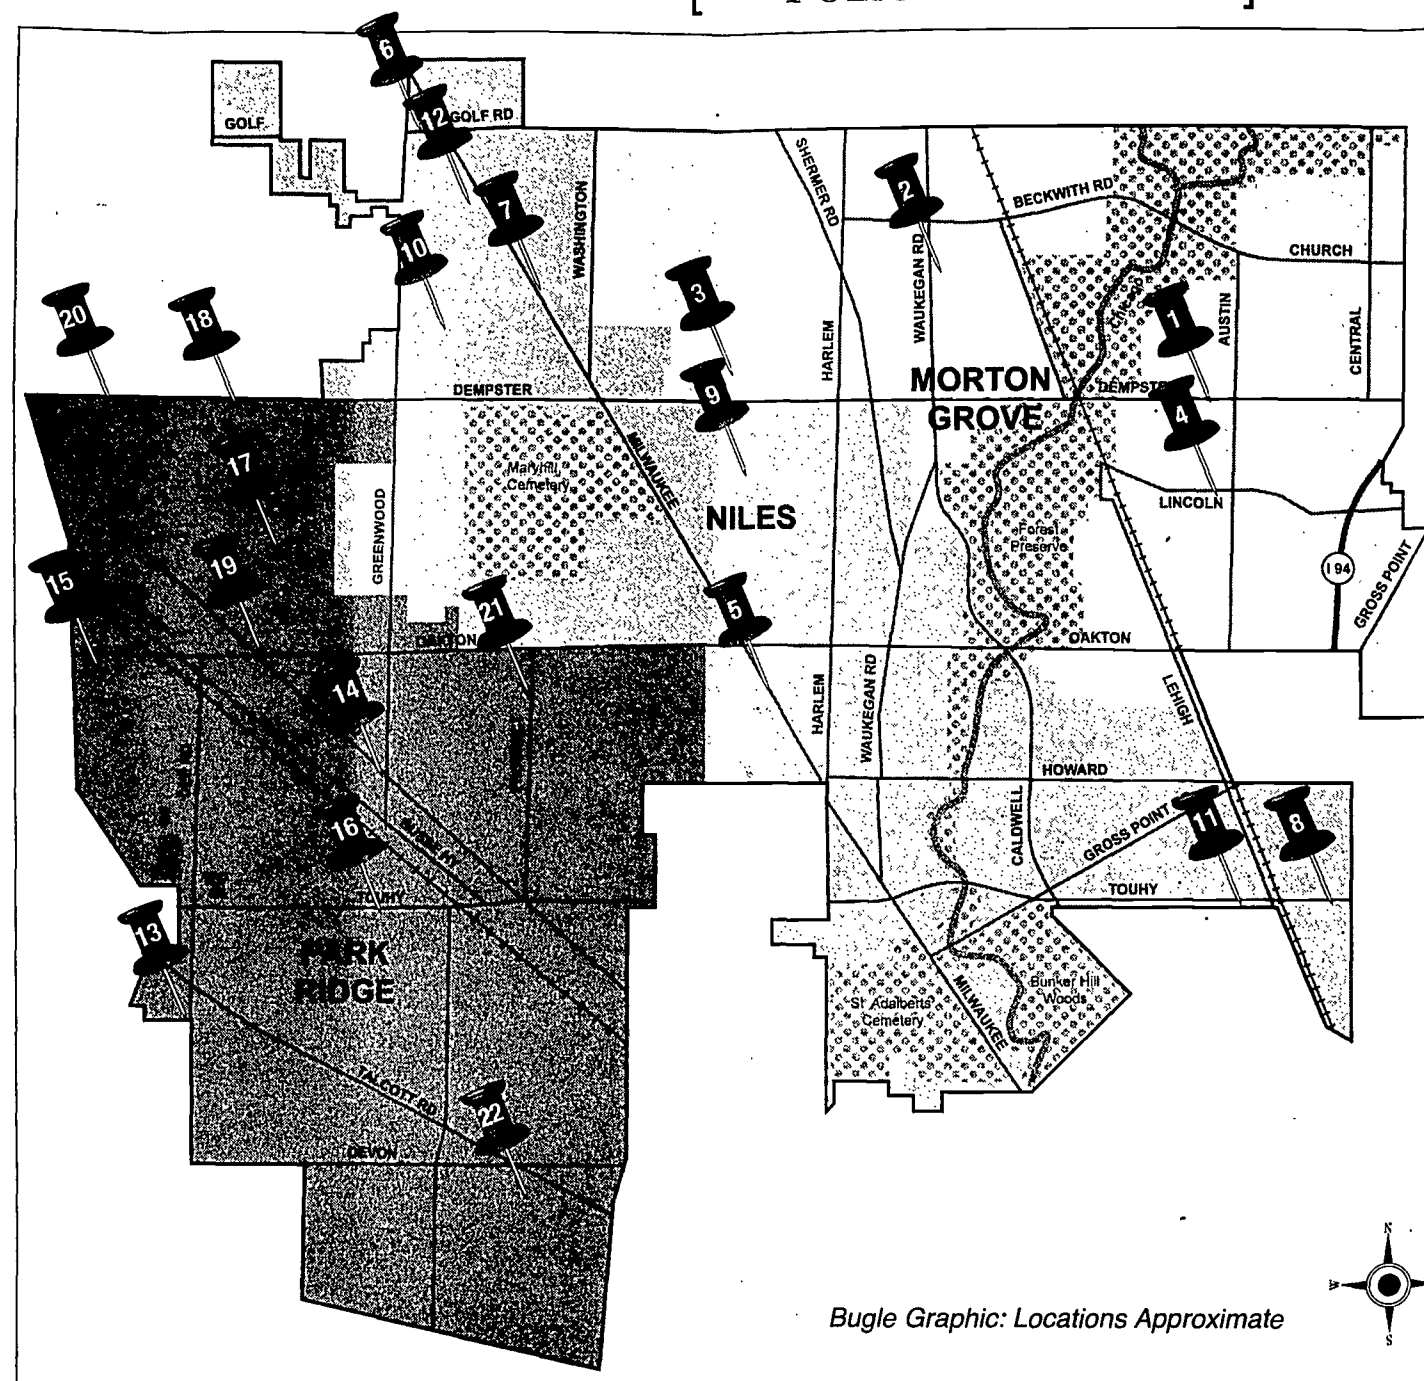 [ ]
6
12
GOLF RD
GOLF
7
10
WASHINGTON
SHERMER RD
2
BECKWITH RD
CHURCH
WAUKEGAN RD
3
1
AUSTIN
CENTRAL
HARLEM
20
18
DEMPSTER
9
MORTON
GROVE
4
Maryhill
Cemetery
MILWAUKEE
17
NILES
LINCOLN
GREENWOOD
Forest
Preserve
I 94
GROSS POINT
15
19
21
5
OAKTON
OAKTON
14
HARLEM
WAUKEGAN RD
LEHIGH
HOWARD
16
CALDWELL
GROSS POINT
11
8
TOUHY
TOUHY
13
PARK
RIDGE
St. Adalberts
Cemetery
MILWAUKEE
Bunker Hill
Woods
TALCOTT RD
22
DEVON
N
W
S
Bugle Graphic: Locations Approximate